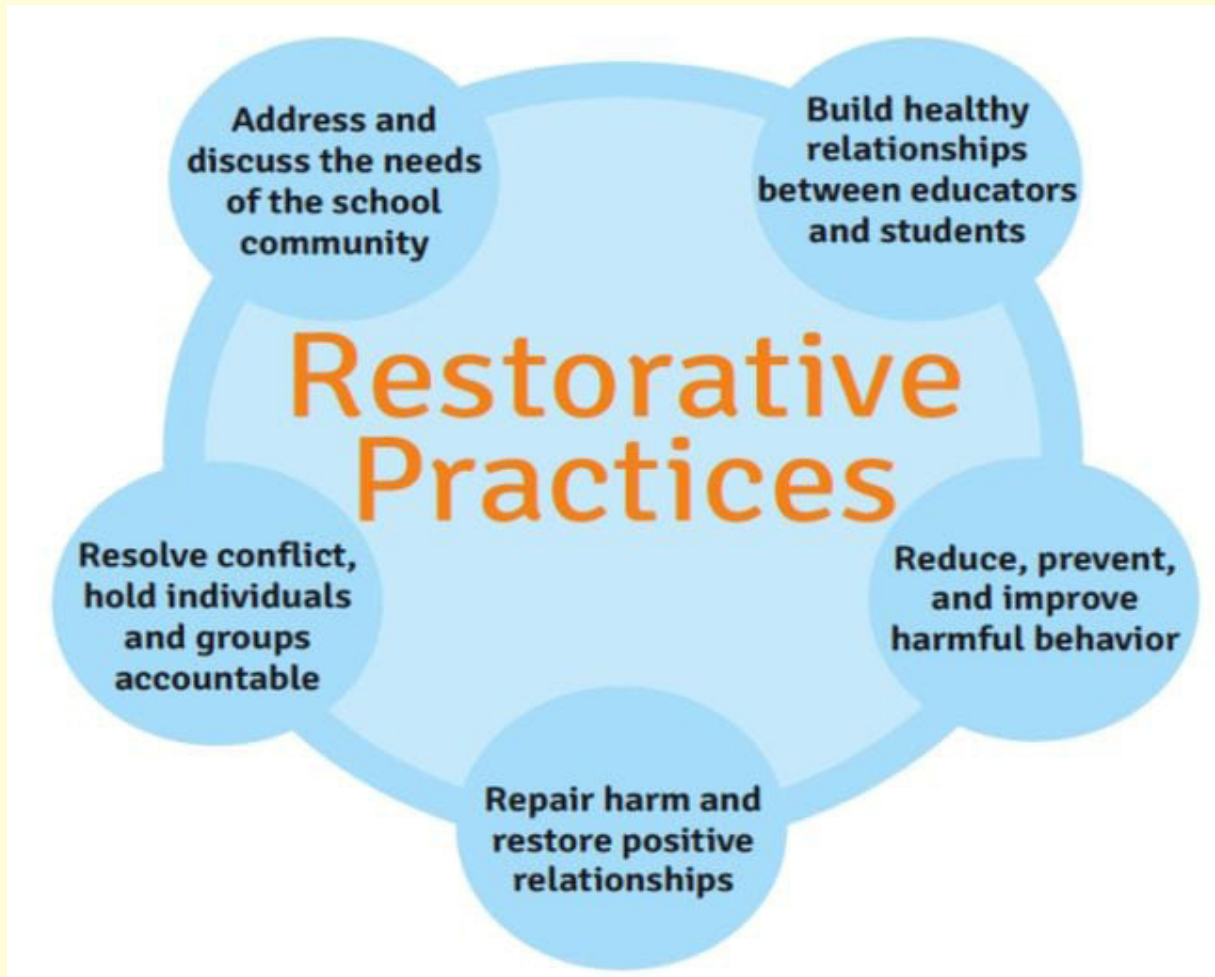 Address and
discuss the needs
of the school
community
Build healthy
relationships
between educators
and students
Restorative
Practices
Resolve conflict,
hold individuals
and groups
accountable
Reduce, prevent,
and improve
harmful behavior
Repair harm and
restore positive
relationships